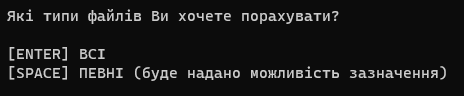 Які типи файлів Ви хочете порахувати?
[ENTER] ВСІ
[SPACE] ПЕВНІ (буде надано можливість зазначення)